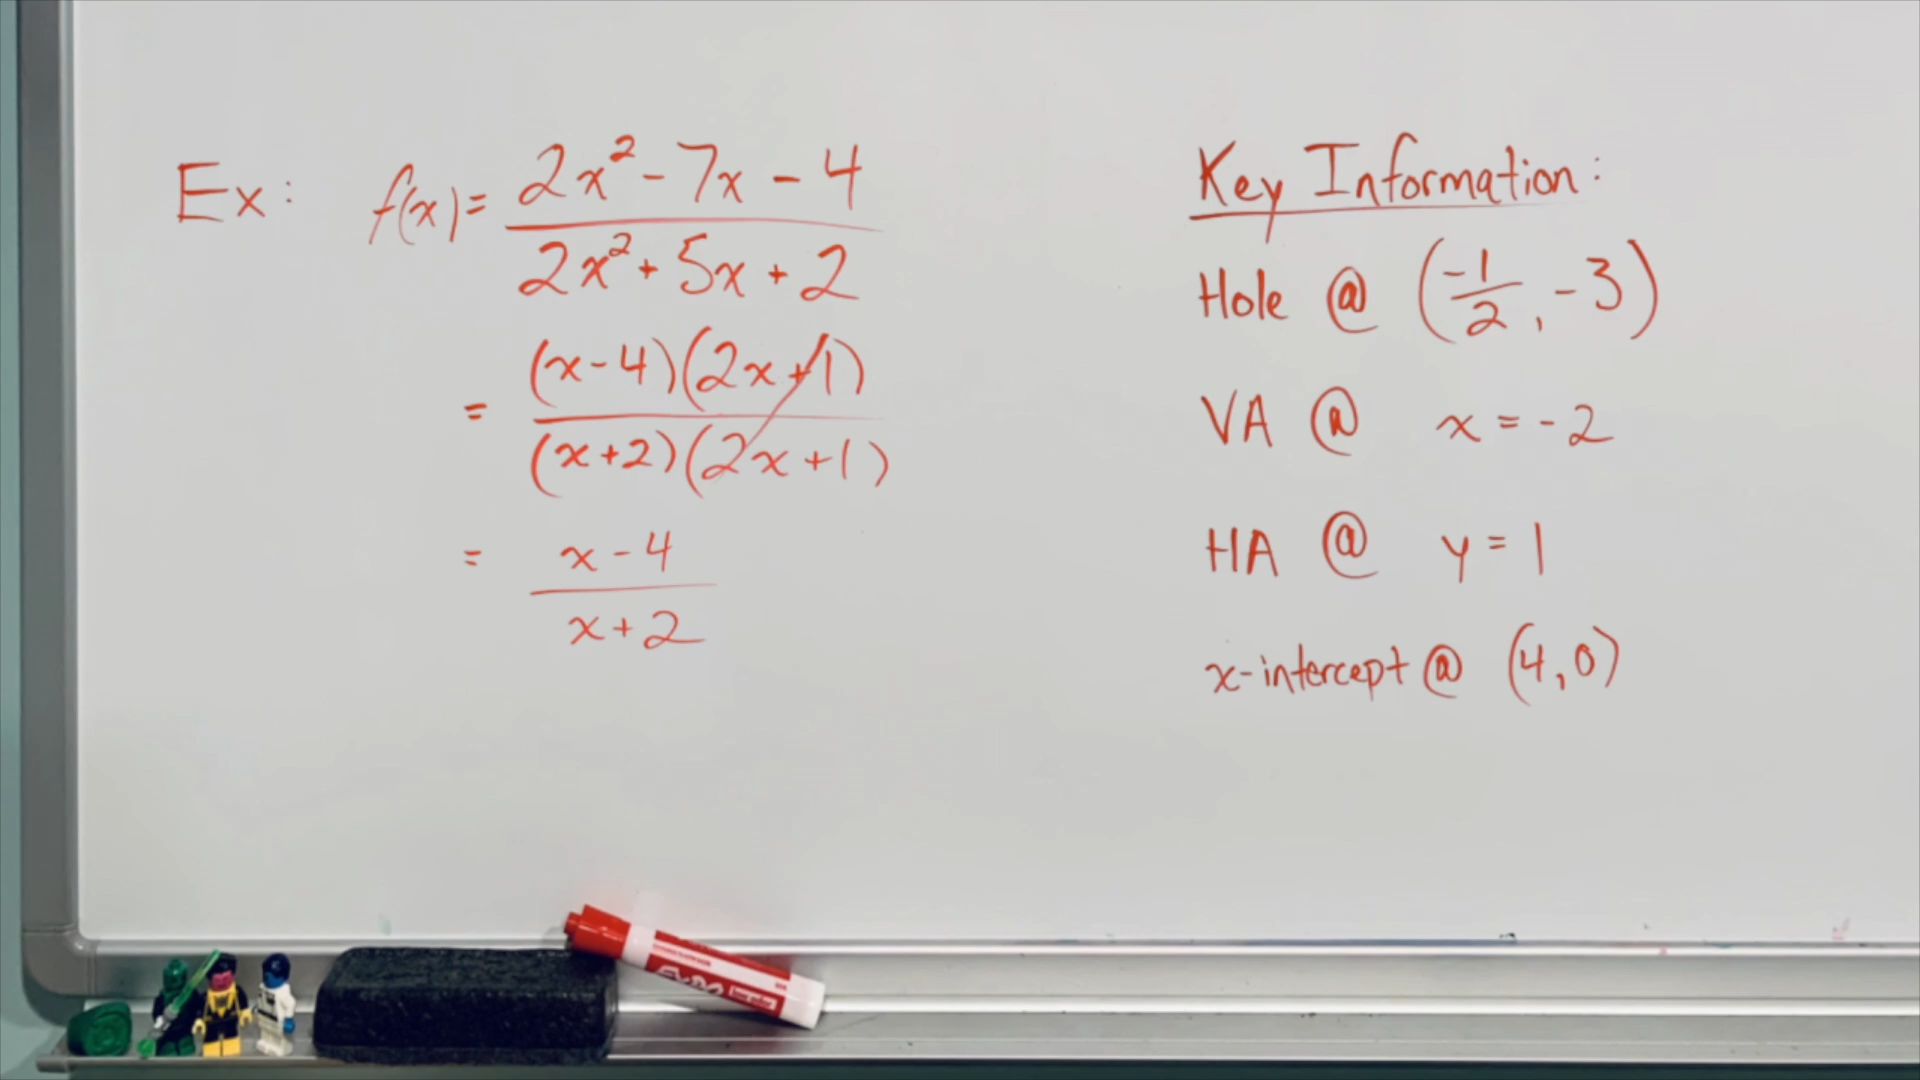 Ex: f(x) = (2x² - 7x - 4)/(2x² + 5x + 2)
= ((x-4)(2x+1))/((x+2)(2x+1))
= (x-4)/(x+2)
Key Information:
Hole @ (-1/2, -3)
VA @ x = -2
HA @ y = 1
x-intercept @ (4,0)
EXPO